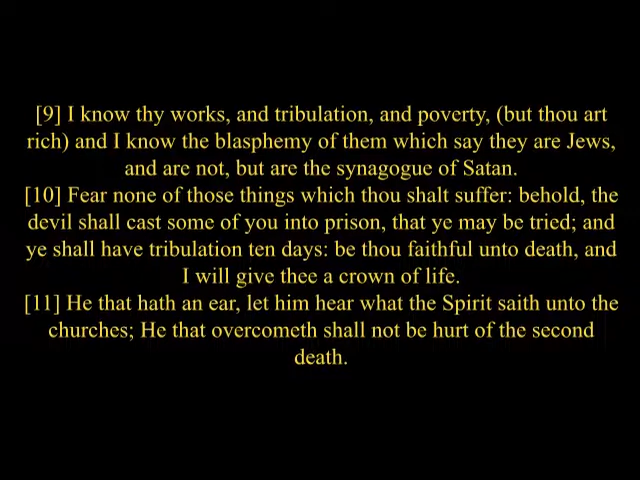 [9] I know thy works, and tribulation, and poverty, (but thou art
rich) and I know the blasphemy of them which say they are Jews,
and are not, but are the synagogue of Satan.
[10] Fear none of those things which thou shalt suffer: behold, the
devil shall cast some of you into prison, that ye may be tried; and
ye shall have tribulation ten days: be thou faithful unto death, and
I will give thee a crown of life.
[11] He that hath an ear, let him hear what the Spirit saith unto the
churches; He that overcometh shall not be hurt of the second
death.